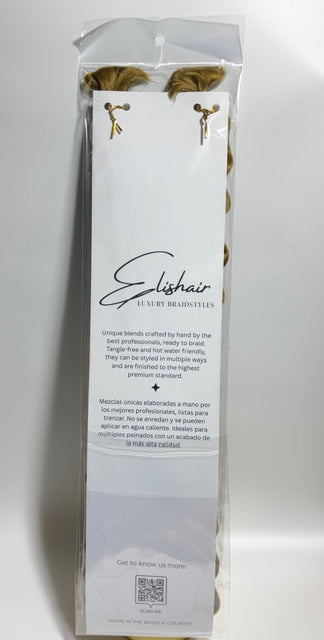 Elishair
LUXURY BRAIDSTYLES
Unique blends crafted by hand by the
best professionals, ready to braid.
Tangle-free and hot water friendly,
they can be styled in multiple ways
and are finished to the highest
premium standard.
Mezclas únicas elaboradas a mano por
los mejores profesionales, listas para
trenzar. No se enredan y se pueden
aplicar en agua caliente. Ideales para
múltiples peinados con un acabado de
la más alta calidad.
Get to know us more:
SCAN ME
MADE IN THE BASQUE COUNTRY